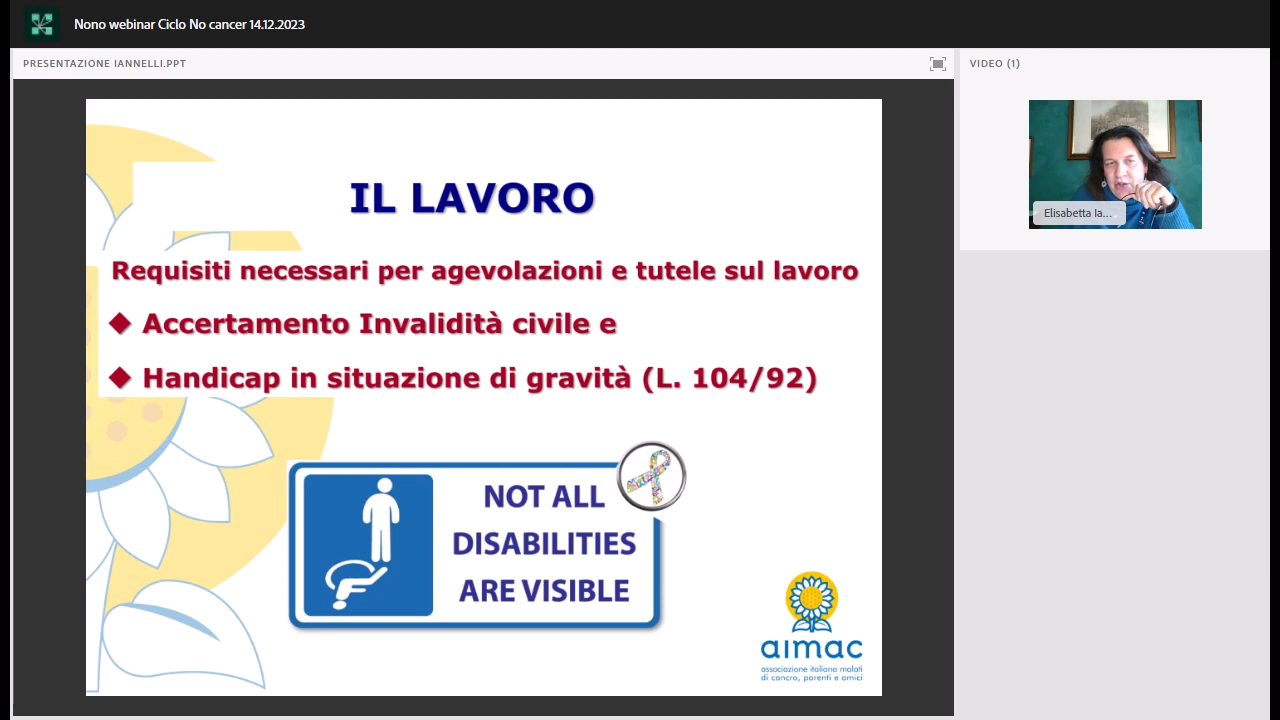 Nono webinar Ciclo No cancer 14.12.2023
PRESENTAZIONE IANNELLI.PPT
VIDEO (1)
IL LAVORO
Requisiti necessari per agevolazioni e tutele sul lavoro
Accertamento Invalidità civile e
Handicap in situazione di gravità (L. 104/92)
NOT ALL
DISABILITIES
ARE VISIBLE
aimac
associazione italiana malati
di cancro, parenti e amici
Elisabetta Ia...